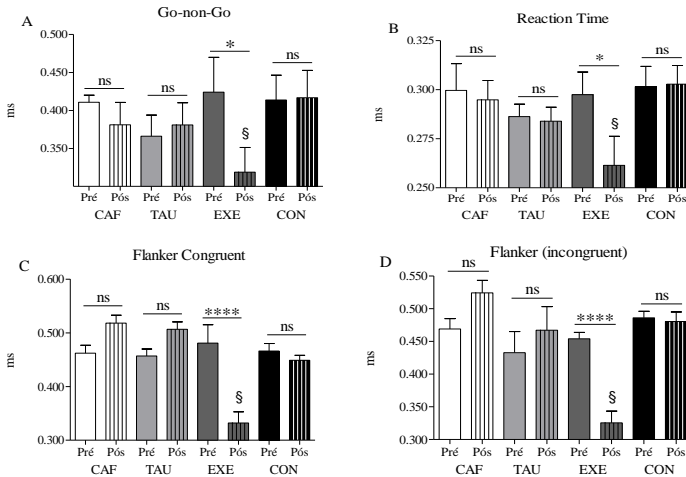 A
Go-non-Go
ms
0.500
0.450
0.400
0.350
ns
ns
*
ns
§
Pré Pós Pré Pós Pré Pós Pré Pós
CAF TAU EXE CON
B
Reaction Time
ms
0.325
0.300
0.275
0.250
ns
ns
*
ns
§
Pré Pós Pré Pós Pré Pós Pré Pós
CAF TAU EXE CON
C
Flanker Congruent
ms
0.600
0.500
0.400
0.300
ns
ns
****
ns
§
Pré Pós Pré Pós Pré Pós Pré Pós
CAF TAU EXE CON
D
Flanker (incongruent)
ms
0.550
0.500
0.450
0.400
0.350
0.300
ns
ns
****
ns
§
Pré Pós Pré Pós Pré Pós Pré Pós
CAF TAU EXE CON